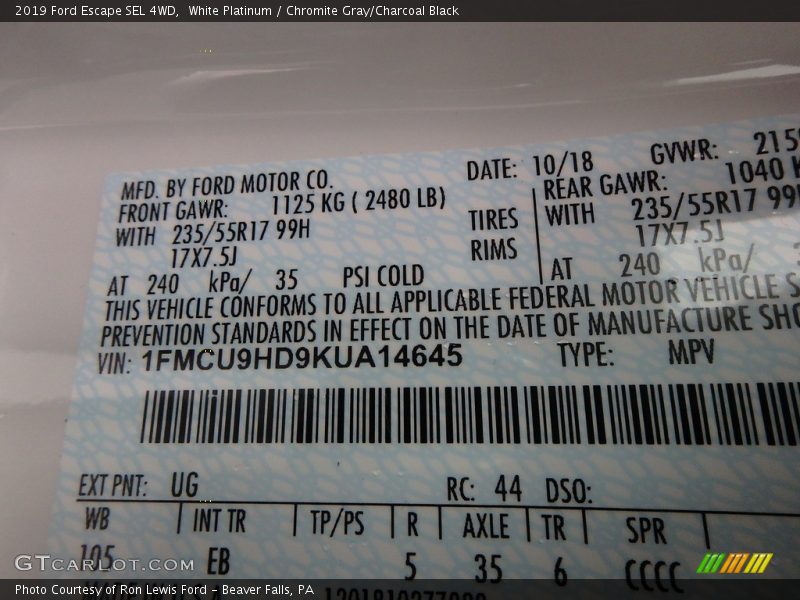 2019 Ford Escape SEL 4WD, White Platinum / Chromite Gray/Charcoal Black
MFD. BY FORD MOTOR CO.
DATE: 10/18
GVWR: 215
FRONT GAWR: 1125 KG ( 2480 LB)
REAR GAWR: 1040 K
WITH 235/55R17 99H
TIRES
WITH 235/55R17 99H
17X7.5J
RIMS
17X7.5J
AT 240 kPa/ 35 PSI COLD
AT 240 kPa/
THIS VEHICLE CONFORMS TO ALL APPLICABLE FEDERAL MOTOR VEHICLE S
PREVENTION STANDARDS IN EFFECT ON THE DATE OF MANUFACTURE SHO
VIN: 1FMCU9HD9KUA14645
TYPE: MPV
EXT PNT: UG
RC: 44 DSO:
WB INT TR TP/PS R AXLE TR SPR
105 EB 5 35 6 CCCC
GTCarLot.com
Photo Courtesy of Ron Lewis Ford - Beaver Falls, PA